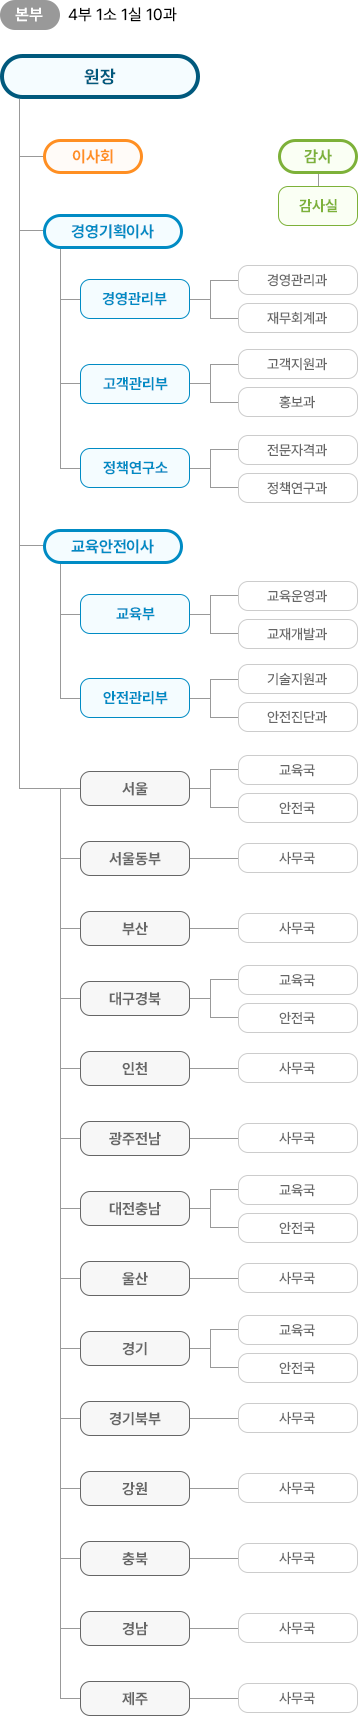 본부 4부 1소 1실 10과
원장
이사회
감사
감사실
경영기획이사
경영관리부
경영관리과
재무회계과
고객관리부
고객지원과
홍보과
정책연구소
전문자격과
정책연구과
교육안전이사
교육부
교육운영과
교재개발과
안전관리부
기술지원과
안전진단과
서울
교육국
안전국
서울동부
사무국
부산
사무국
대구경북
교육국
안전국
인천
사무국
광주전남
사무국
대전충남
교육국
안전국
울산
사무국
경기
교육국
안전국
경기북부
사무국
강원
사무국
충북
사무국
경남
사무국
제주
사무국